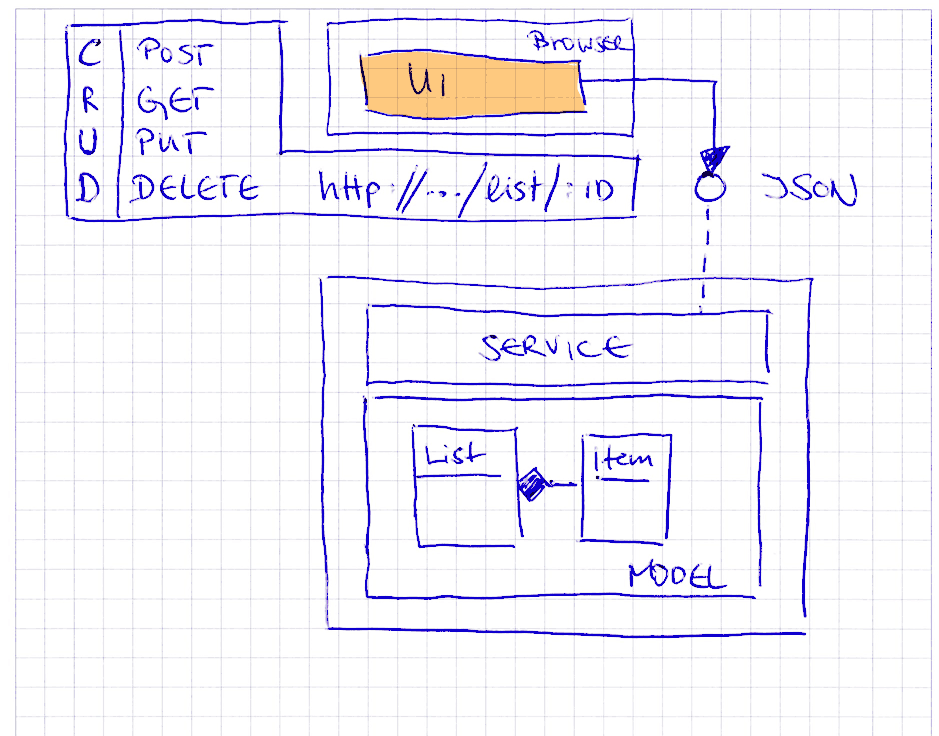 C POST
R GET
U PUT
D DELETE http://.../list/:ID
Browser
UI
JSON
SERVICE
List
Item
MODEL